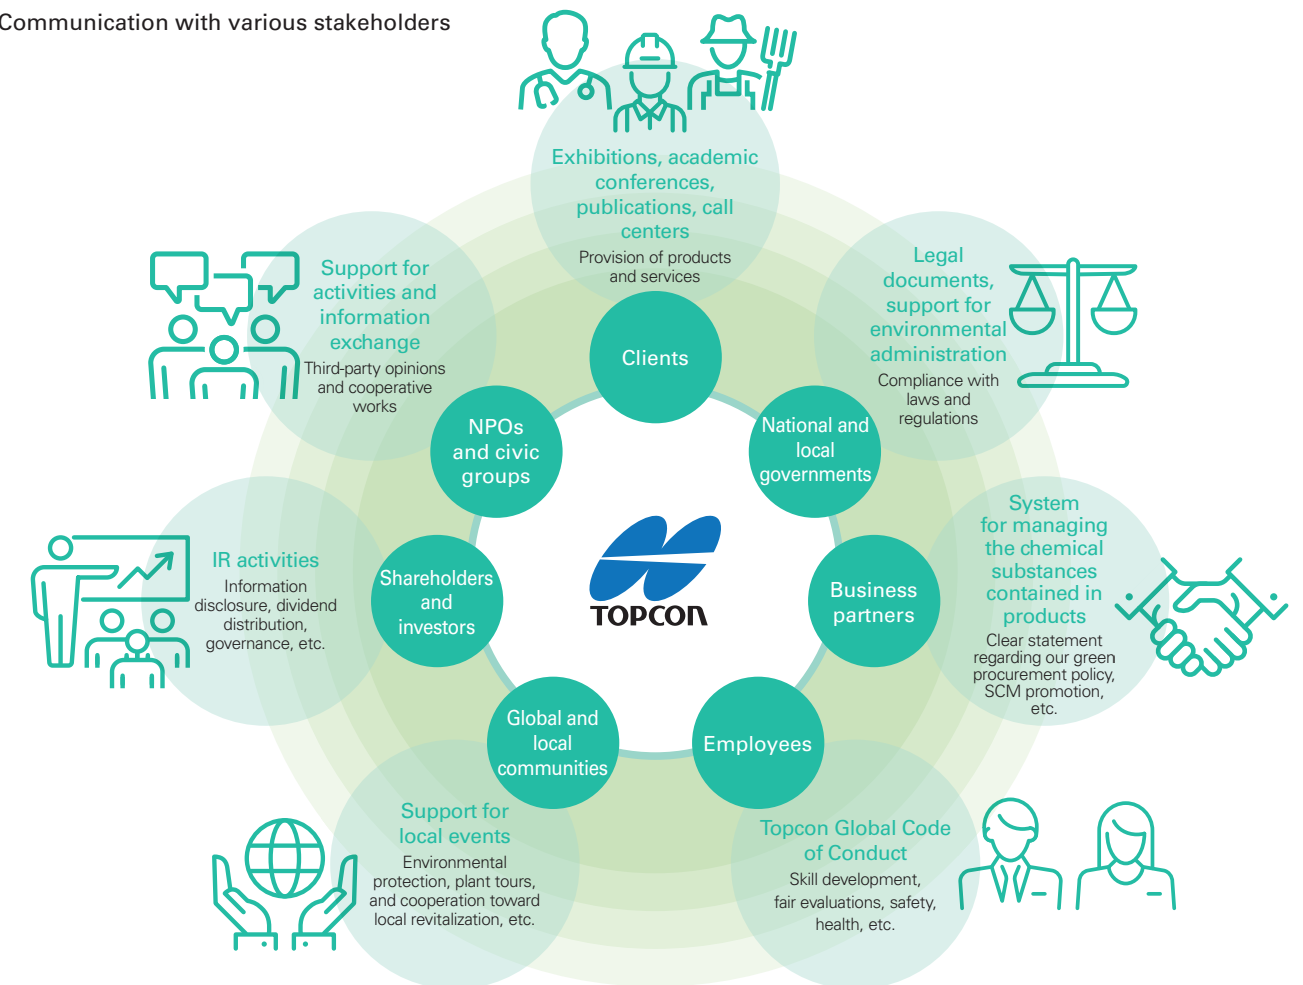 Communication with various stakeholders
Exhibitions, academic
conferences,
publications, call
centers
Provision of products
and services
Clients
Legal
documents,
support for
environmental
administration
Compliance with
laws and
regulations
National and
local
governments
System
for managing
the chemical
substances
contained in
products
Clear statement
regarding our green
procurement policy,
SCM promotion,
etc.
Business
partners
Topcon Global Code
of Conduct
Skill development,
fair evaluations, safety,
health, etc.
Employees
Support for
local events
Environmental
protection, plant tours,
and cooperation toward
local revitalization, etc.
Global and
local
communities
IR activities
Information
disclosure, dividend
distribution,
governance, etc.
Shareholders
and
investors
Support for
activities and
information
exchange
Third-party opinions
and cooperative
works
NPOs
and civic
groups
TOPCON